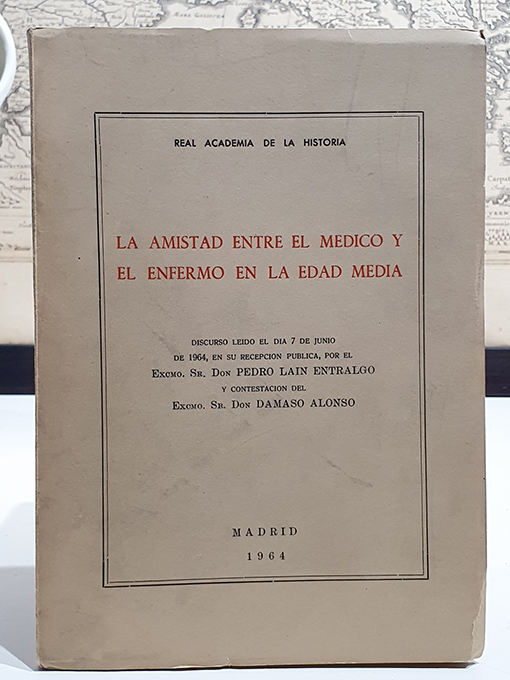 REAL ACADEMIA DE LA HISTORIA
LA AMISTAD ENTRE EL MEDICO Y
EL ENFERMO EN LA EDAD MEDIA
DISCURSO LEIDO EL DIA 7 DE JUNIO
DE 1964, EN SU RECEPCION PUBLICA, POR EL
EXCMO. SR. DON PEDRO LAIN ENTRALGO
Y CONTESTACION DEL
EXCMO. SR. DON DAMASO ALONSO
MADRID
1964